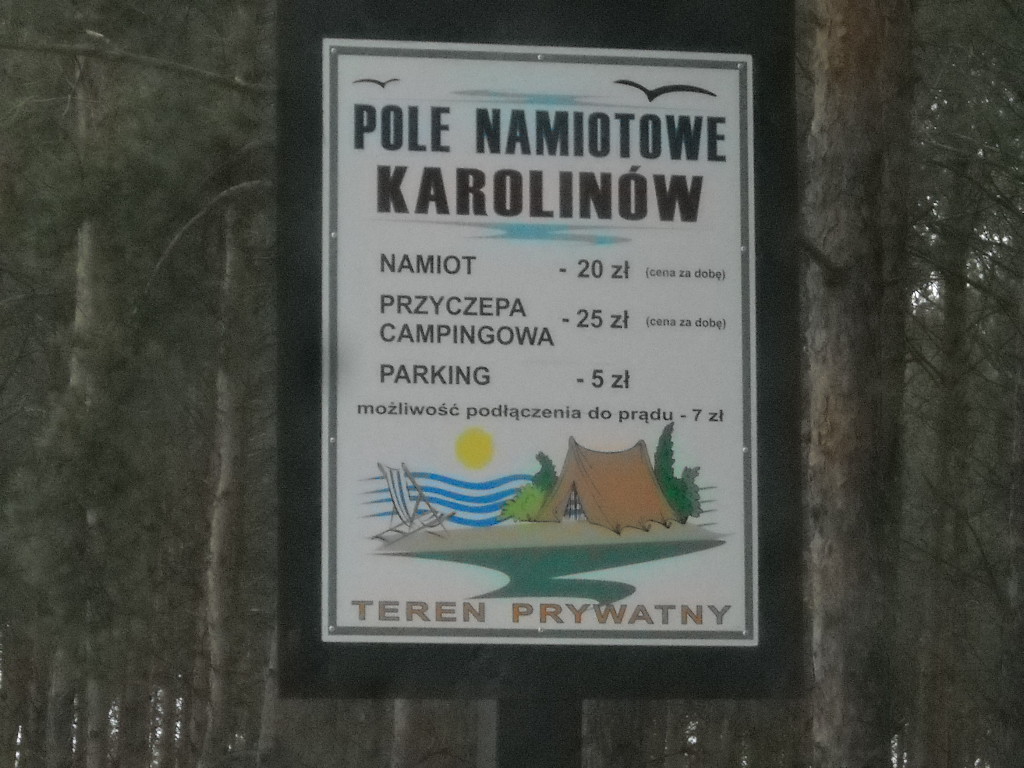 POLE NAMIOTOWE
KAROLINÓW
NAMIOT - 20 zł (cena za dobę)
PRZYCZEPA
CAMPINGOWA - 25 zł (cena za dobę)
PARKING - 5 zł
możliwość podłączenia do prądu - 7 zł
TEREN PRYWATNY